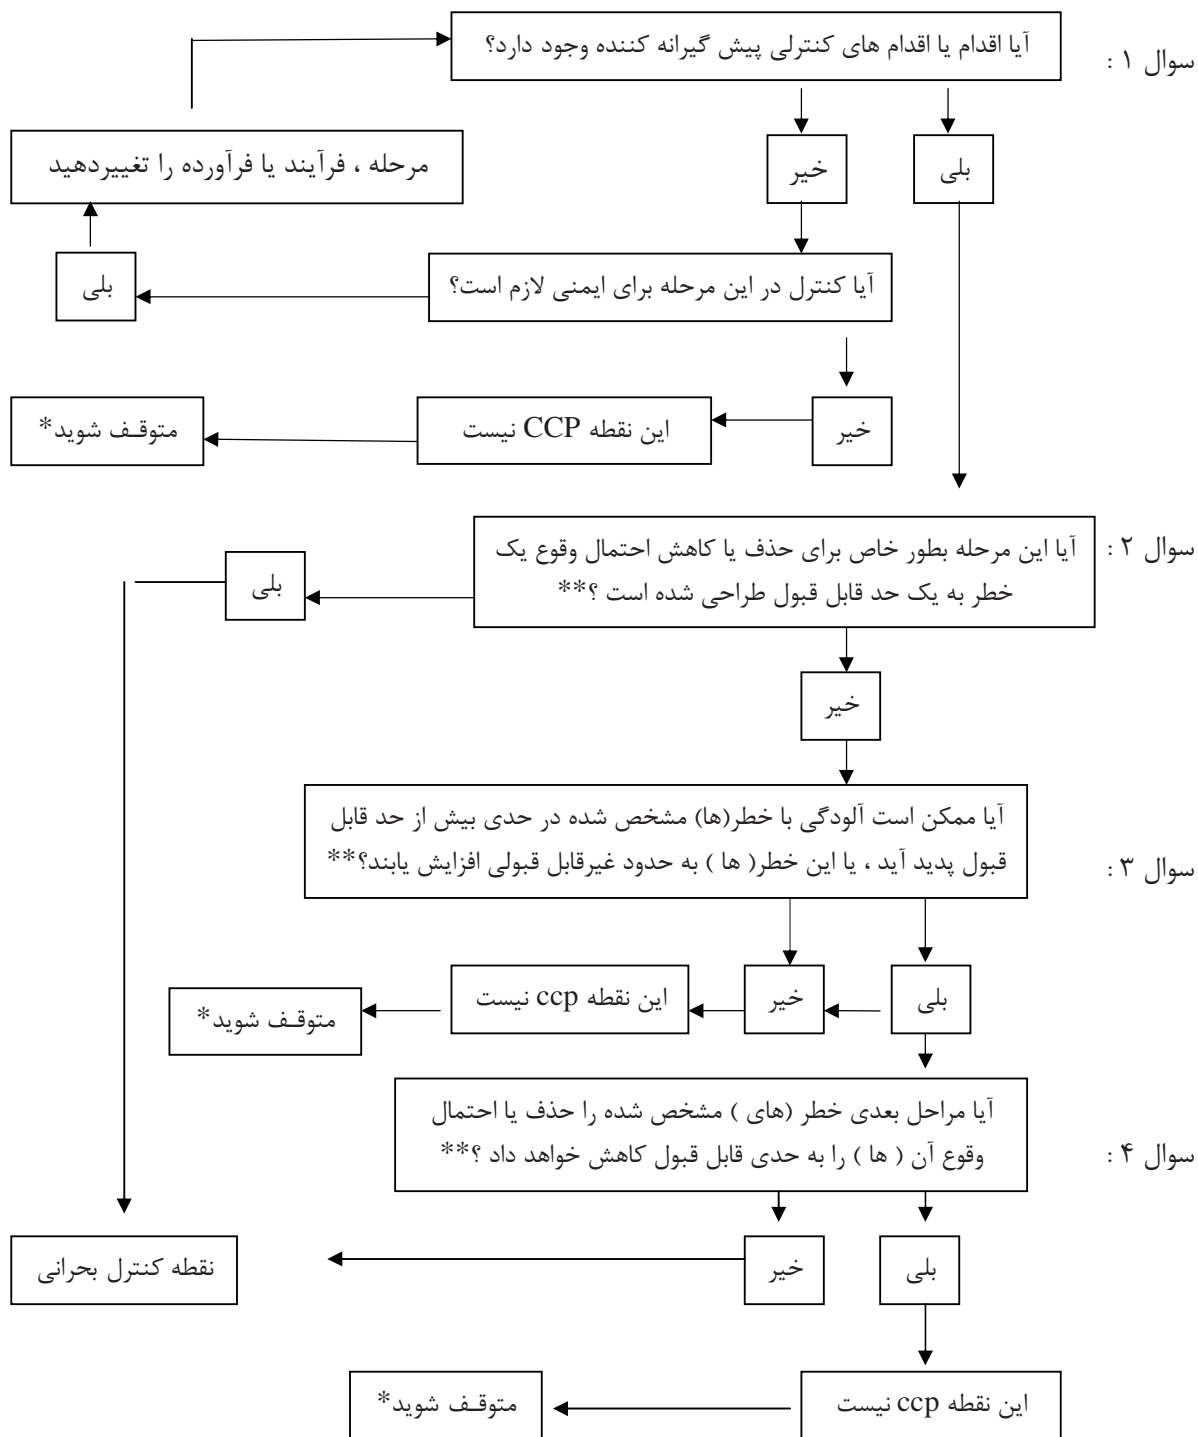 سوال ۱ :
آیا اقدام یا اقدام های کنترلی پیش گیرانه کننده وجود دارد؟
بلی
خیر
مرحله ، فرآیند یا فرآورده را تغییردهید
آیا کنترل در این مرحله برای ایمنی لازم است؟
بلی
خیر
این نقطه CCP نیست
متوقف شوید*
سوال ۲ :
آیا این مرحله بطور خاص برای حذف یا کاهش احتمال وقوع یک
خطر به یک حد قابل قبول طراحی شده است ؟**
بلی
خیر
سوال ۳ :
آیا ممکن است آلودگی با خطر(ها) مشخص شده در حدی بیش از حد قابل
قبول پدید آید ، یا این خطر( ها ) به حدود غیرقابل قبولی افزایش یابند؟**
بلی
خیر
این نقطه ccp نیست
متوقف شوید*
سوال ۴ :
آیا مراحل بعدی خطر (های ) مشخص شده را حذف یا احتمال
وقوع آن ( ها ) را به حدی قابل قبول کاهش خواهد داد ؟**
بلی
خیر
نقطه کنترل بحرانی
این نقطه ccp نیست
متوقف شوید*